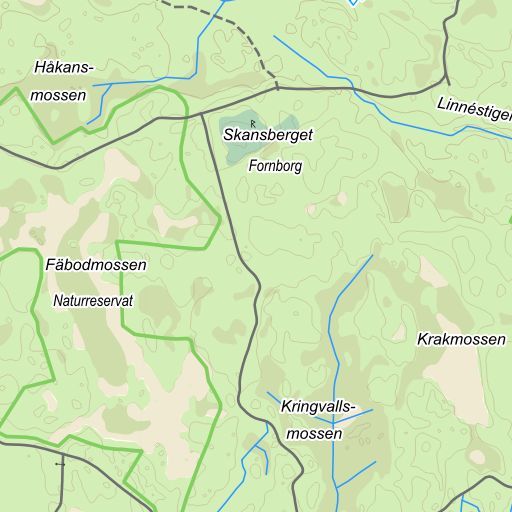 Håkans-
mossen
Linnéstigen
Skansberget
Fornborg
Fäbodmossen
Naturreservat
Krakmossen
Kringvalls-
mossen